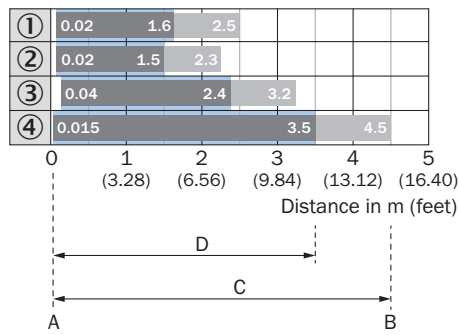 ① 0.02 1.6 2.5
② 0.02 1.5 2.3
③ 0.04 2.4 3.2
④ 0.015 3.5 4.5
0 1 2 3 4 5
(3.28) (6.56) (9.84) (13.12) (16.40)
Distance in m (feet)
D
C
A B